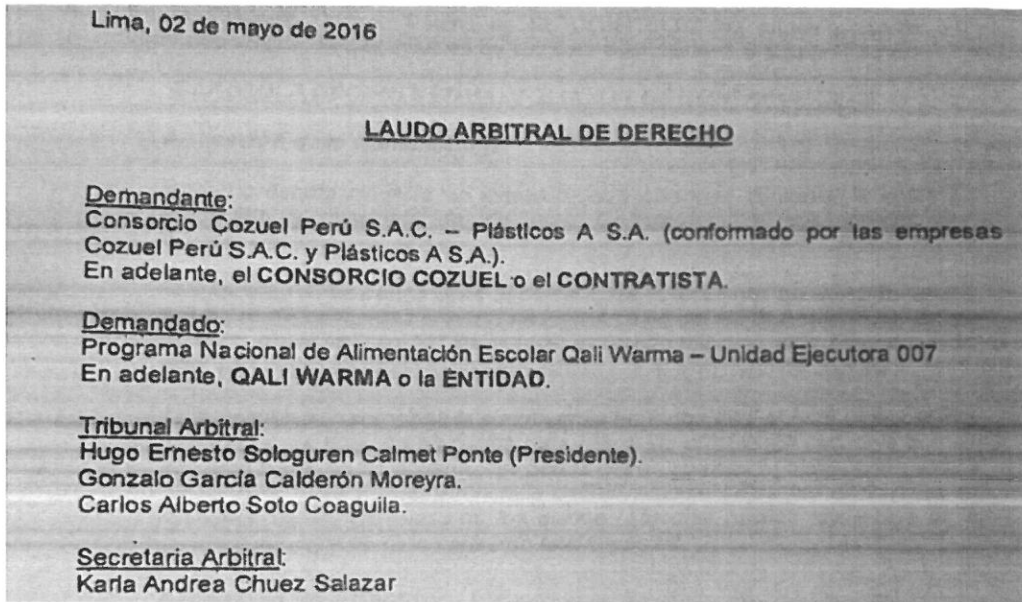 Lima, 02 de mayo de 2016
LAUDO ARBITRAL DE DERECHO
Demandante:
Consorcio Cozuel Perú S.A.C. – Plásticos A S.A. (conformado por las empresas
Cozuel Perú S.A.C. y Plásticos A S.A.).
En adelante, el CONSORCIO COZUEL o el CONTRATISTA.
Demandado:
Programa Nacional de Alimentación Escolar Qali Warma – Unidad Ejecutora 007
En adelante, QALI WARMA o la ENTIDAD.
Tribunal Arbitral:
Hugo Ernesto Sologuren Calmet Ponte (Presidente).
Gonzalo García Calderón Moreyra.
Carlos Alberto Soto Coaguila.
Secretaria Arbitral:
Karla Andrea Chuez Salazar